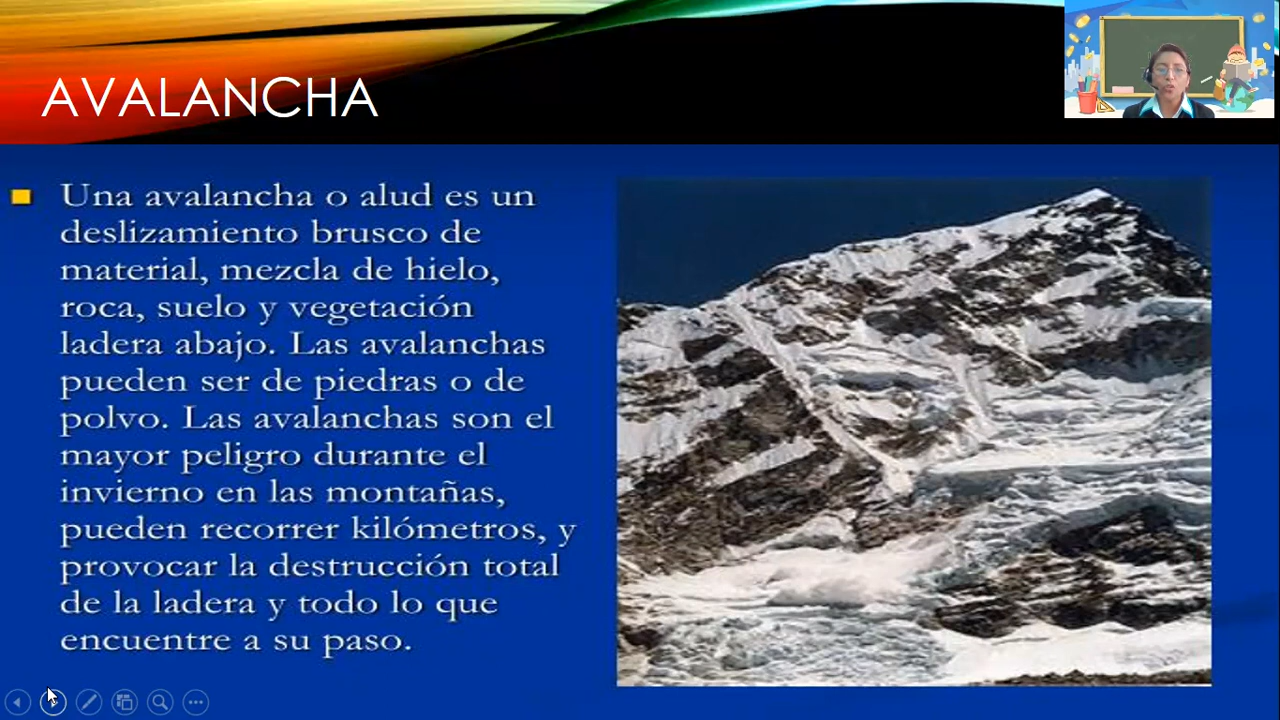 AVALANCHA
Una avalancha o alud es un
deslizamiento brusco de
material, mezcla de hielo,
roca, suelo y vegetación
ladera abajo. Las avalanchas
pueden ser de piedras o de
polvo. Las avalanchas son el
mayor peligro durante el
invierno en las montañas,
pueden recorrer kilómetros, y
provocar la destrucción total
de la ladera y todo lo que
encuentre a su paso.